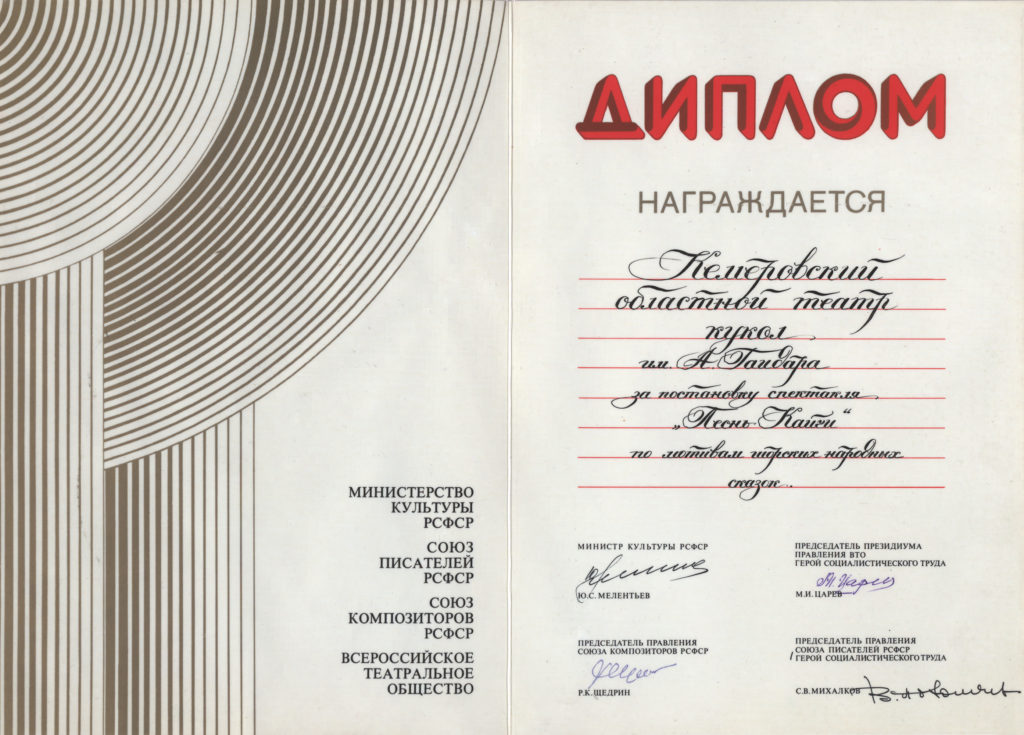 МИНИСТЕРСТВО
КУЛЬТУРЫ
РСФСР
СОЮЗ
ПИСАТЕЛЕЙ
РСФСР
СОЮЗ
КОМПОЗИТОРОВ
РСФСР
ВСЕРОССИЙСКОЕ
ТЕАТРАЛЬНОЕ
ОБЩЕСТВО
ДИПЛОМ
НАГРАЖДАЕТСЯ
Кемеровский
областной театр
кукол
им. А. Гайдара
за постановку спектакля
„Песнь Кайчи“
по мотивам шорских народных
сказок.
МИНИСТР КУЛЬТУРЫ РСФСР
Ю.С. МЕЛЕНТЬЕВ
ПРЕДСЕДАТЕЛЬ ПРЕЗИДИУМА
ПРАВЛЕНИЯ ВТО
ГЕРОЙ СОЦИАЛИСТИЧЕСКОГО ТРУДА
М. Царев
М.И. ЦАРЕВ
ПРЕДСЕДАТЕЛЬ ПРАВЛЕНИЯ
СОЮЗА КОМПОЗИТОРОВ РСФСР
Р.К. ЩЕДРИН
ПРЕДСЕДАТЕЛЬ ПРАВЛЕНИЯ
СОЮЗА ПИСАТЕЛЕЙ РСФСР
ГЕРОЙ СОЦИАЛИСТИЧЕСКОГО ТРУДА
С.В. МИХАЛКОВ